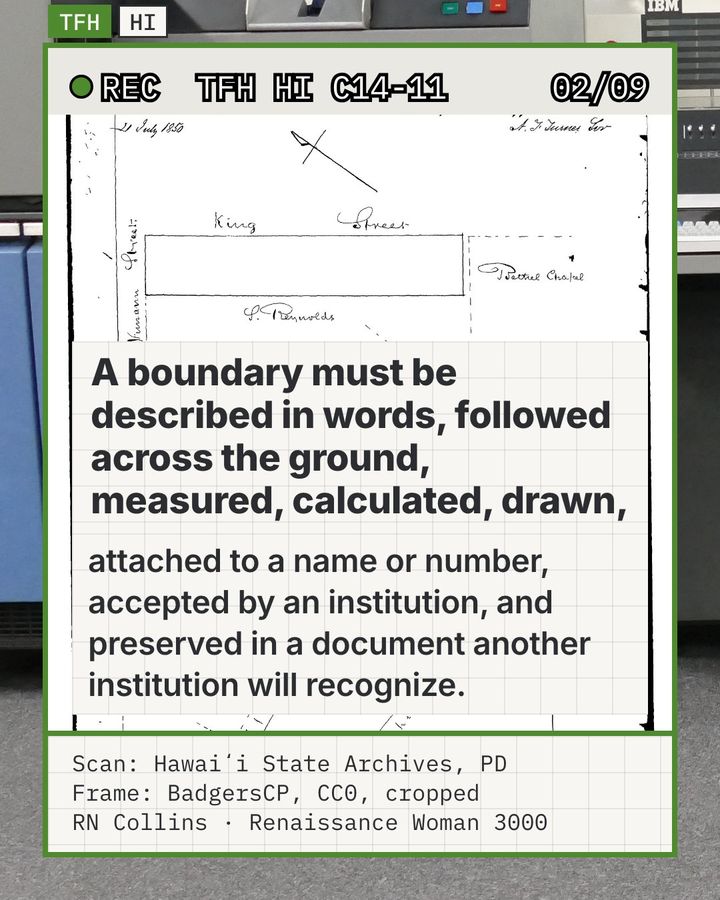 IBM
TFH HI
REC TFH HI C14-11 02/09
21 July 1856
King Street
Street
Bethel Chapel
S. Reynolds
A boundary must be
described in words, followed
across the ground,
measured, calculated, drawn,
attached to a name or number,
accepted by an institution, and
preserved in a document another
institution will recognize.
Scan: Hawaiʻi State Archives, PD
Frame: BadgersCP, CC0, cropped
RN Collins · Renaissance Woman 3000